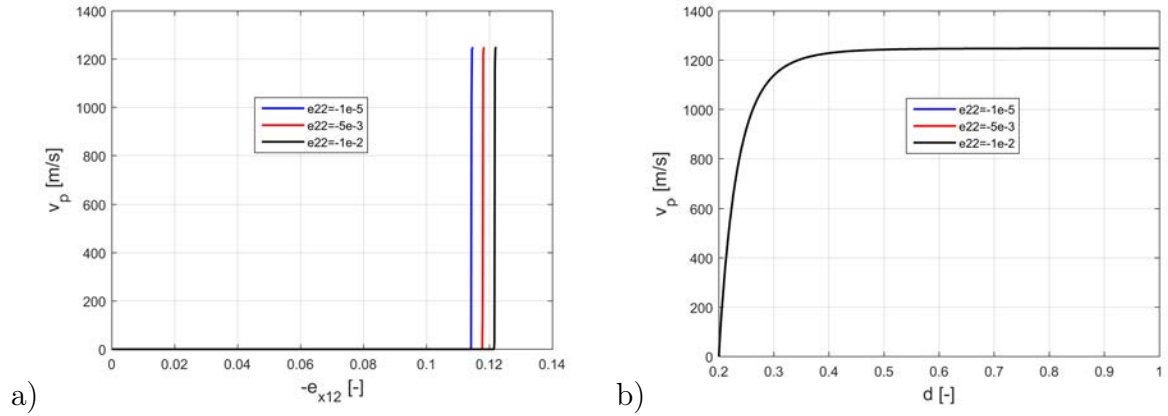 1400
1200
1000
800
600
400
200
0
v_p [m/s]
e22=-1e-5
e22=-5e-3
e22=-1e-2
0 0.02 0.04 0.06 0.08 0.1 0.12 0.14
-e_x12 [-]
a)
1400
1200
1000
800
600
400
200
0
v_p [m/s]
e22=-1e-5
e22=-5e-3
e22=-1e-2
0.2 0.3 0.4 0.5 0.6 0.7 0.8 0.9 1
d [-]
b)